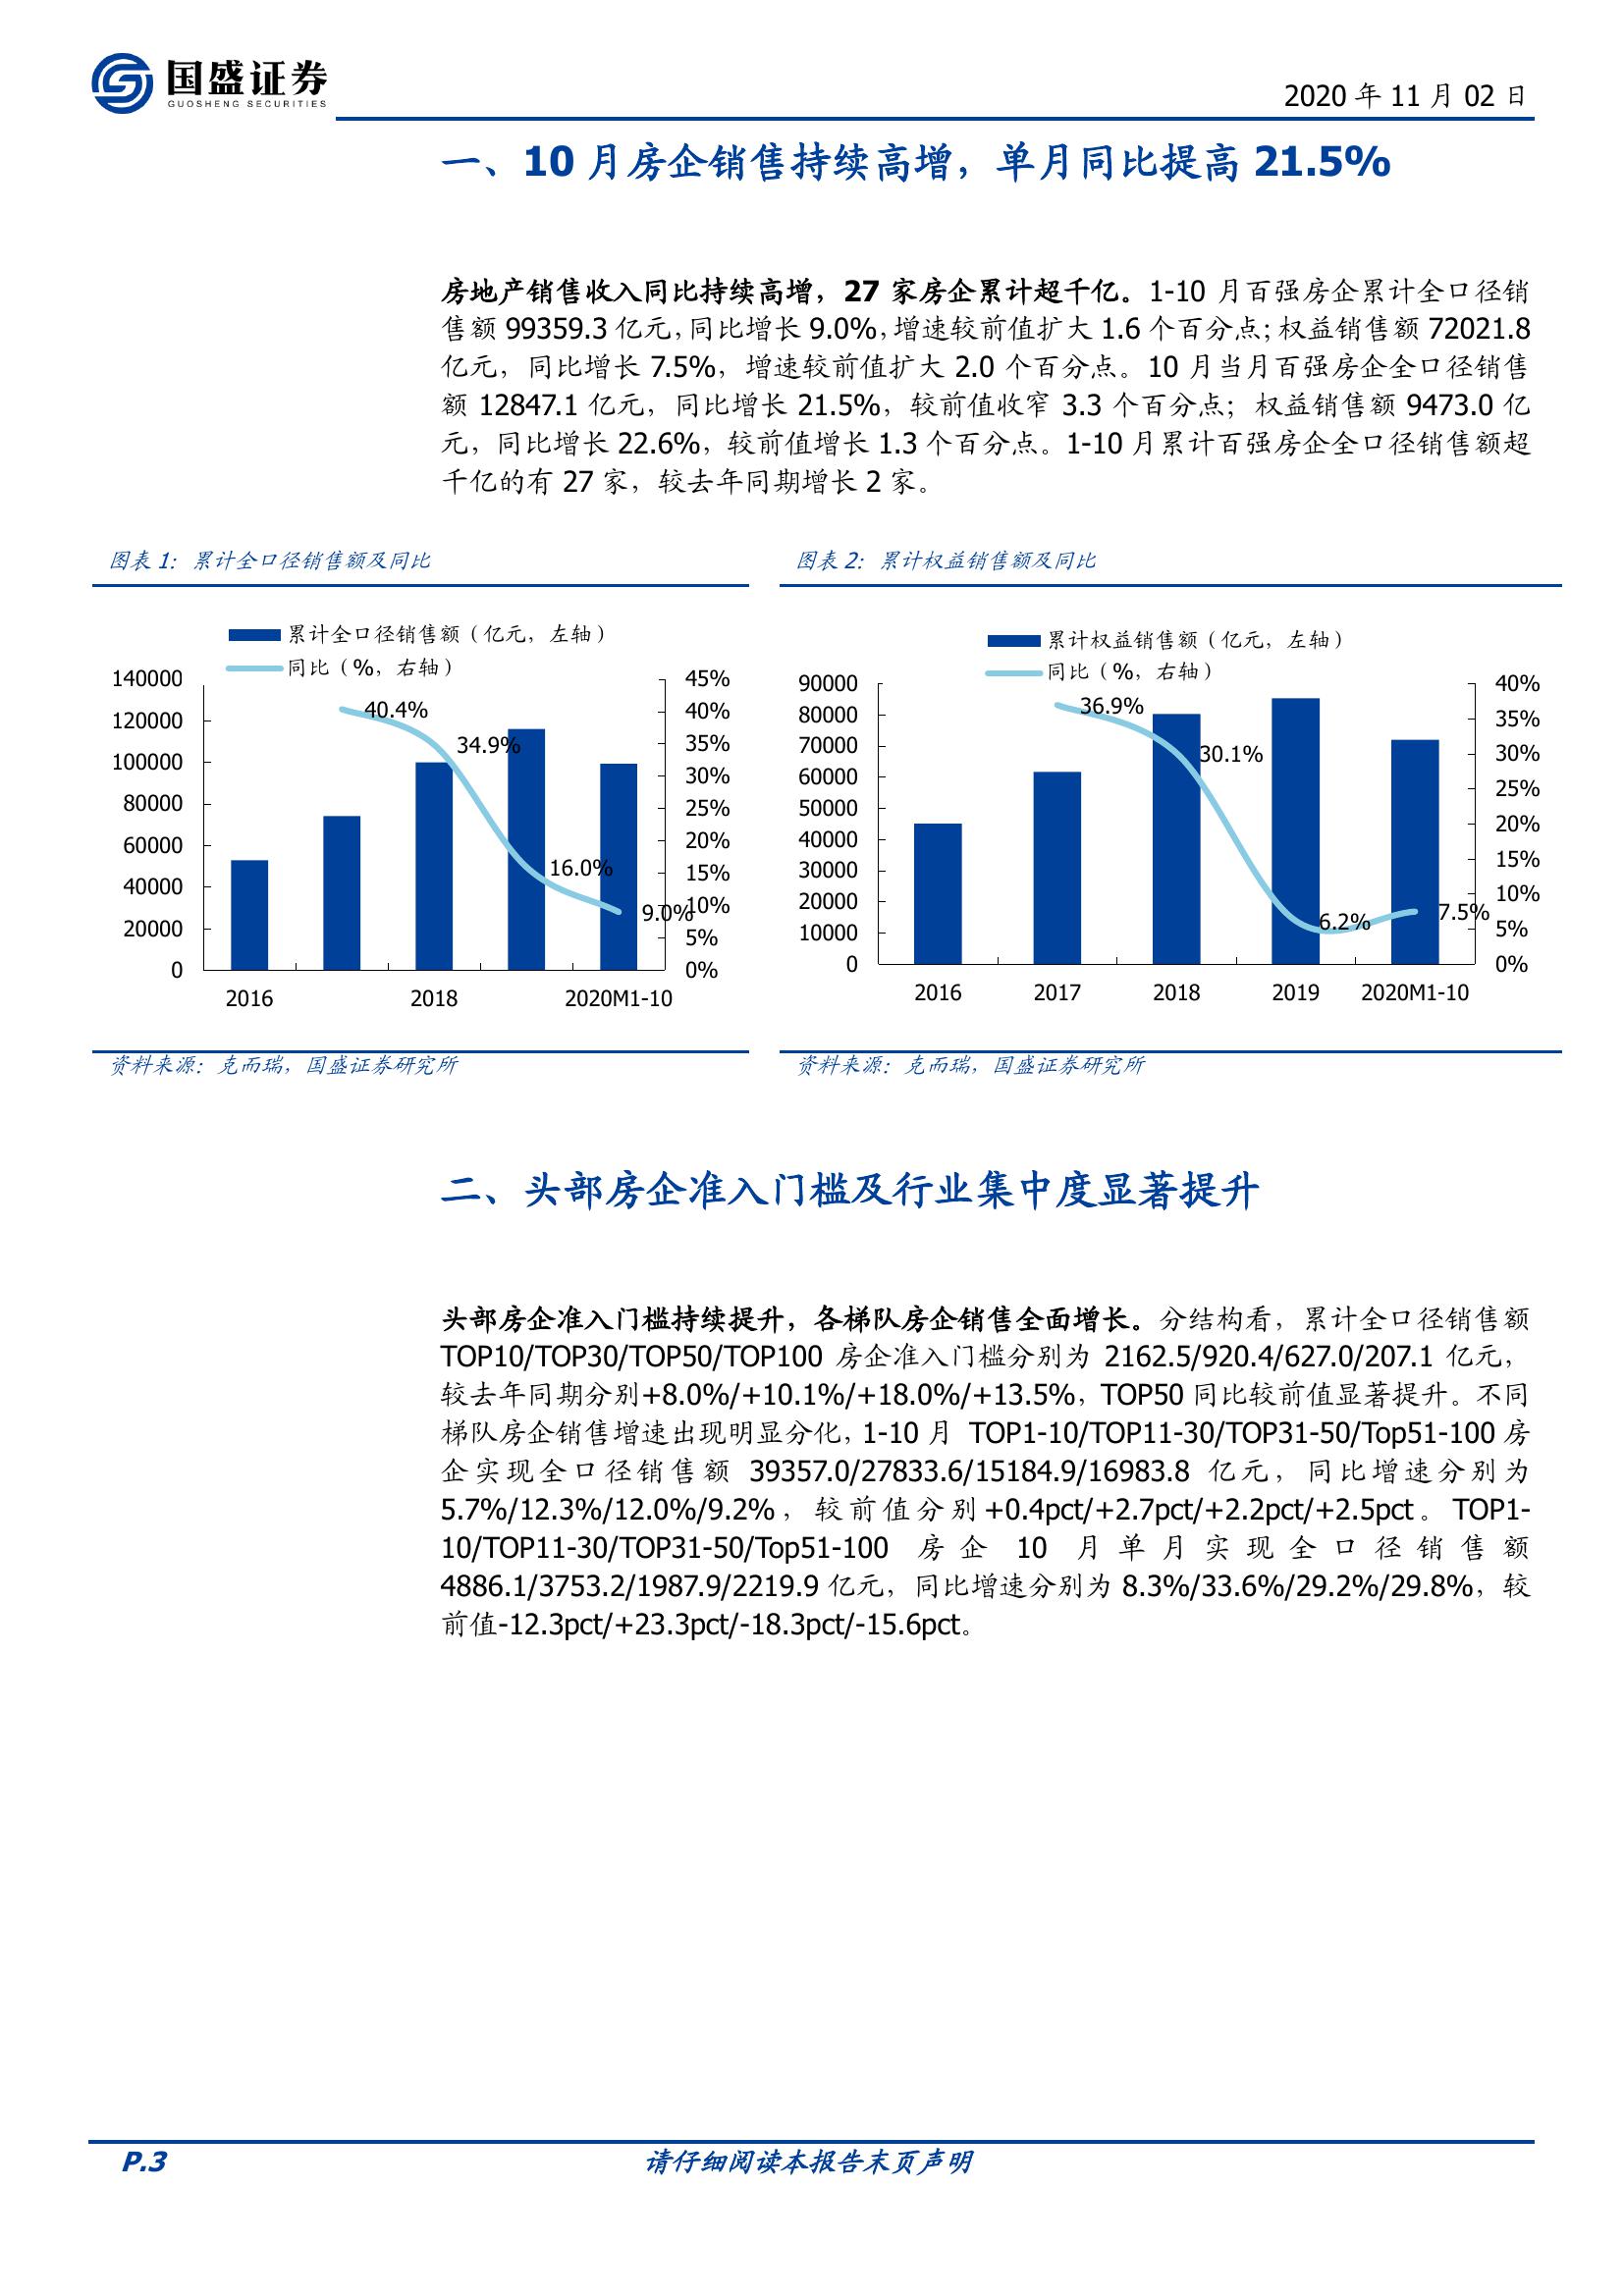 国盛证券
GUOSHENG SECURITIES
2020 年 11 月 02 日
一、10 月房企销售持续高增，单月同比提高 21.5%
房地产销售收入同比持续高增，27 家房企累计超千亿。1-10 月百强房企累计全口径销
售额 99359.3 亿元，同比增长 9.0%，增速较前值扩大 1.6 个百分点；权益销售额 72021.8
亿元，同比增长 7.5%，增速较前值扩大 2.0 个百分点。10 月当月百强房企全口径销售
额 12847.1 亿元，同比增长 21.5%，较前值收窄 3.3 个百分点；权益销售额 9473.0 亿
元，同比增长 22.6%，较前值增长 1.3 个百分点。1-10 月累计百强房企全口径销售额超
千亿的有 27 家，较去年同期增长 2 家。
图表 1：累计全口径销售额及同比
累计全口径销售额（亿元，左轴）
同比（%，右轴）
140000
120000
100000
80000
60000
40000
20000
0
45%
40%
35%
30%
25%
20%
15%
10%
5%
0%
40.4%
34.9%
16.0%
9.0%
2016
2018
2020M1-10
资料来源：克而瑞，国盛证券研究所
图表 2：累计权益销售额及同比
累计权益销售额（亿元，左轴）
同比（%，右轴）
90000
80000
70000
60000
50000
40000
30000
20000
10000
0
40%
35%
30%
25%
20%
15%
10%
5%
0%
36.9%
30.1%
6.2%
7.5%
2016
2017
2018
2019
2020M1-10
资料来源：克而瑞，国盛证券研究所
二、头部房企准入门槛及行业集中度显著提升
头部房企准入门槛持续提升，各梯队房企销售全面增长。分结构看，累计全口径销售额
TOP10/TOP30/TOP50/TOP100 房企准入门槛分别为 2162.5/920.4/627.0/207.1 亿元，
较去年同期分别+8.0%/+10.1%/+18.0%/+13.5%，TOP50 同比较前值显著提升。不同
梯队房企销售增速出现明显分化，1-10 月 TOP1-10/TOP11-30/TOP31-50/Top51-100 房
企实现全口径销售额 39357.0/27833.6/15184.9/16983.8 亿元，同比增速分别为
5.7%/12.3%/12.0%/9.2%，较前值分别+0.4pct/+2.7pct/+2.2pct/+2.5pct。TOP1-
10/TOP11-30/TOP31-50/Top51-100 房企 10 月单月实现全口径销售额
4886.1/3753.2/1987.9/2219.9 亿元，同比增速分别为 8.3%/33.6%/29.2%/29.8%，较
前值-12.3pct/+23.3pct/-18.3pct/-15.6pct。
P.3
请仔细阅读本报告末页声明